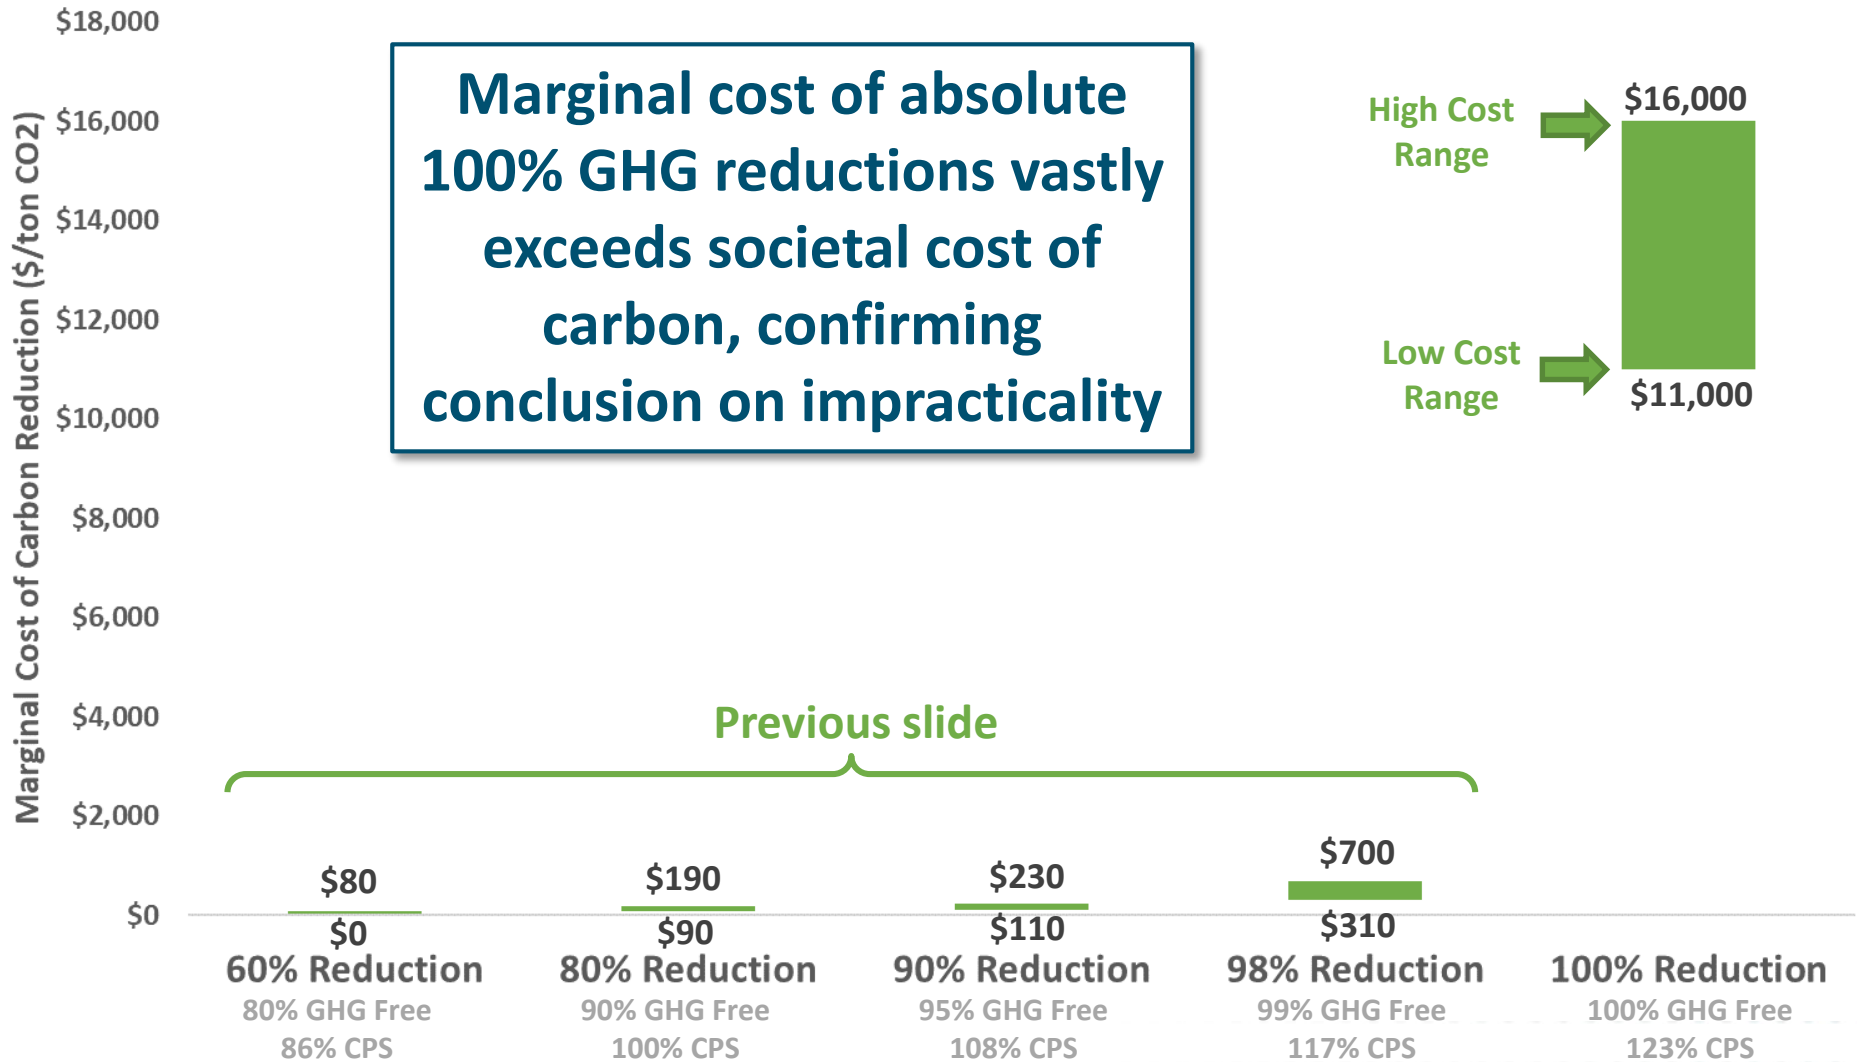 Marginal Cost of Carbon Reduction ($/ton CO2)
$18,000
$16,000
$14,000
$12,000
$10,000
$8,000
$6,000
$4,000
$2,000
$0
Marginal cost of absolute
100% GHG reductions vastly
exceeds societal cost of
carbon, confirming
conclusion on impracticality
High Cost
Range
$16,000
Low Cost
Range
$11,000
Previous slide
$80
$0
$190
$90
$230
$110
$700
$310
60% Reduction
80% GHG Free
86% CPS
80% Reduction
90% GHG Free
100% CPS
90% Reduction
95% GHG Free
108% CPS
98% Reduction
99% GHG Free
117% CPS
100% Reduction
100% GHG Free
123% CPS